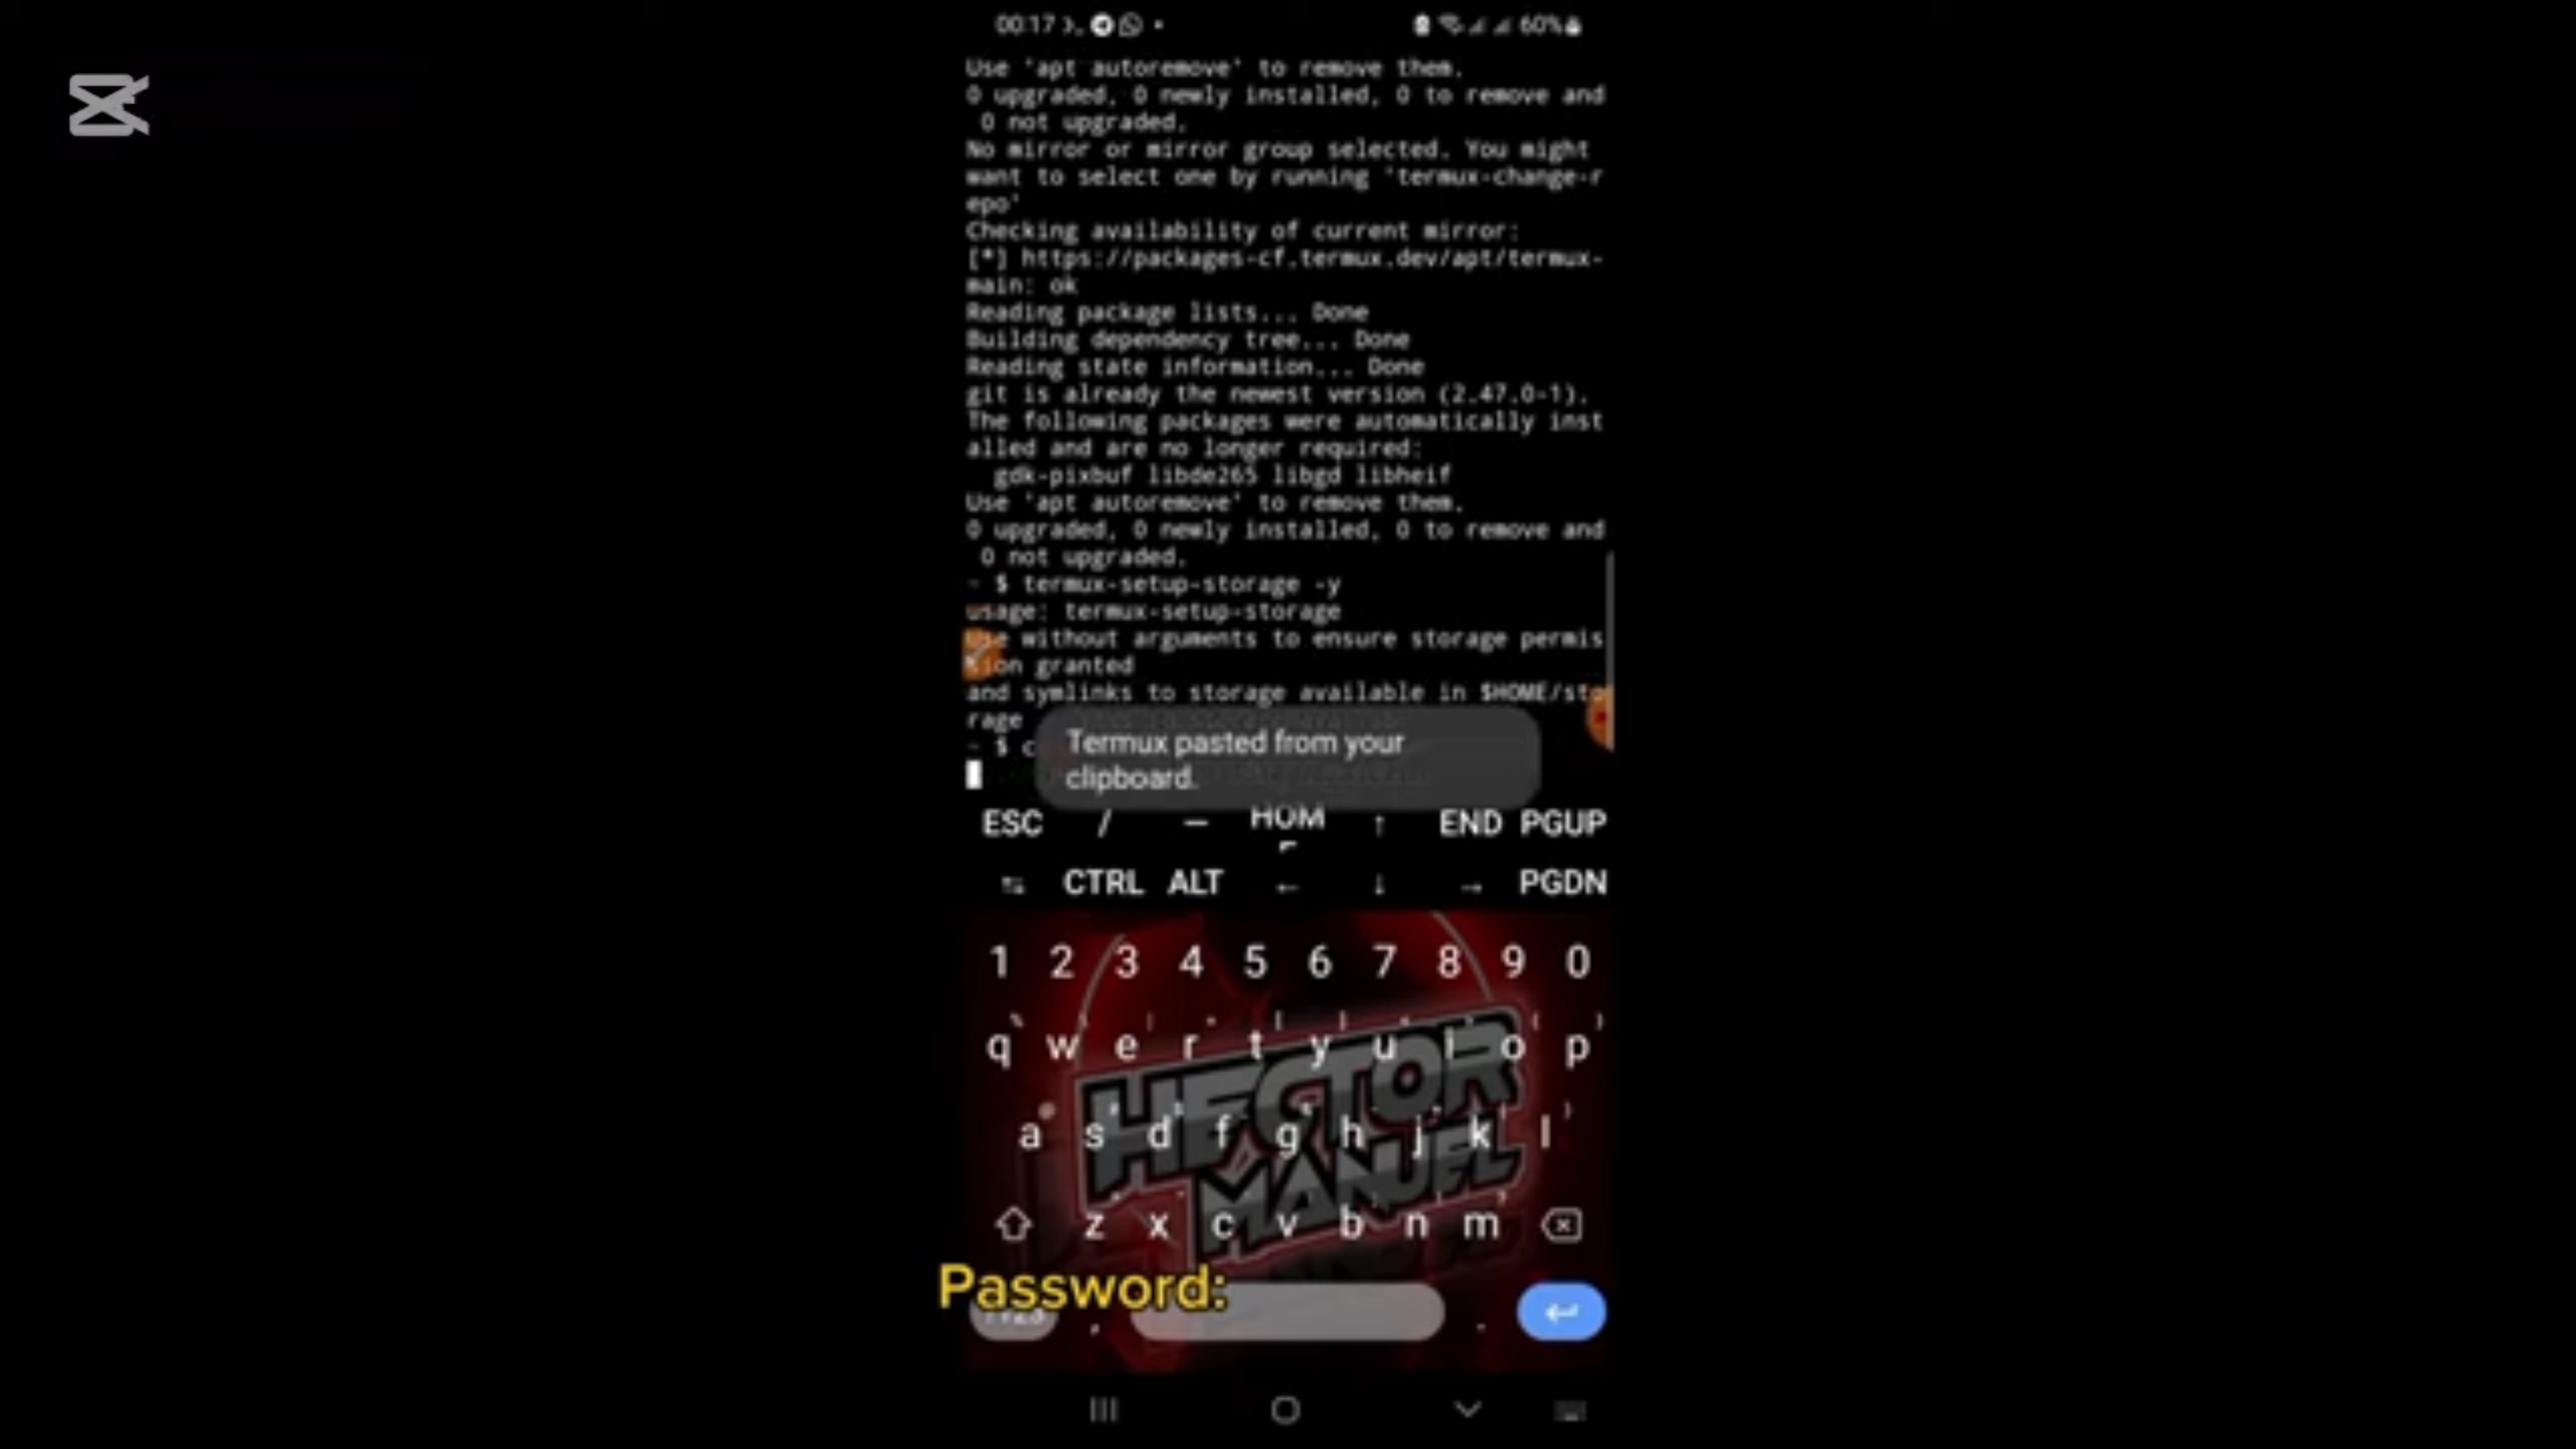 00:17
60%
Use 'apt autoremove' to remove them.
0 upgraded, 0 newly installed, 0 to remove and
0 not upgraded.
No mirror or mirror group selected. You might
want to select one by running 'termux-change-r
epo'
Checking availability of current mirror:
[*] https://packages-cf.termux.dev/apt/termux-
main: ok
Reading package lists... Done
Building dependency tree... Done
Reading state information... Done
git is already the newest version (2.47.0-1).
The following packages were automatically inst
alled and are no longer required:
gdk-pixbuf libde265 libgd libheif
Use 'apt autoremove' to remove them.
0 upgraded, 0 newly installed, 0 to remove and
0 not upgraded.
~ $ termux-setup-storage -y
usage: termux-setup-storage
Use without arguments to ensure storage permis
sion granted
and symlinks to storage available in $HOME/sto
rage
~ $ c
Termux pasted from your
clipboard.
ESC / — HOM ↑ END PGUP
CTRL ALT ← ↓ → PGDN
1 2 3 4 5 6 7 8 9 0
q w e r t y u i o p
HECTOR
a s d f g h j k l
MANUEL
z x c v b n m
Password: